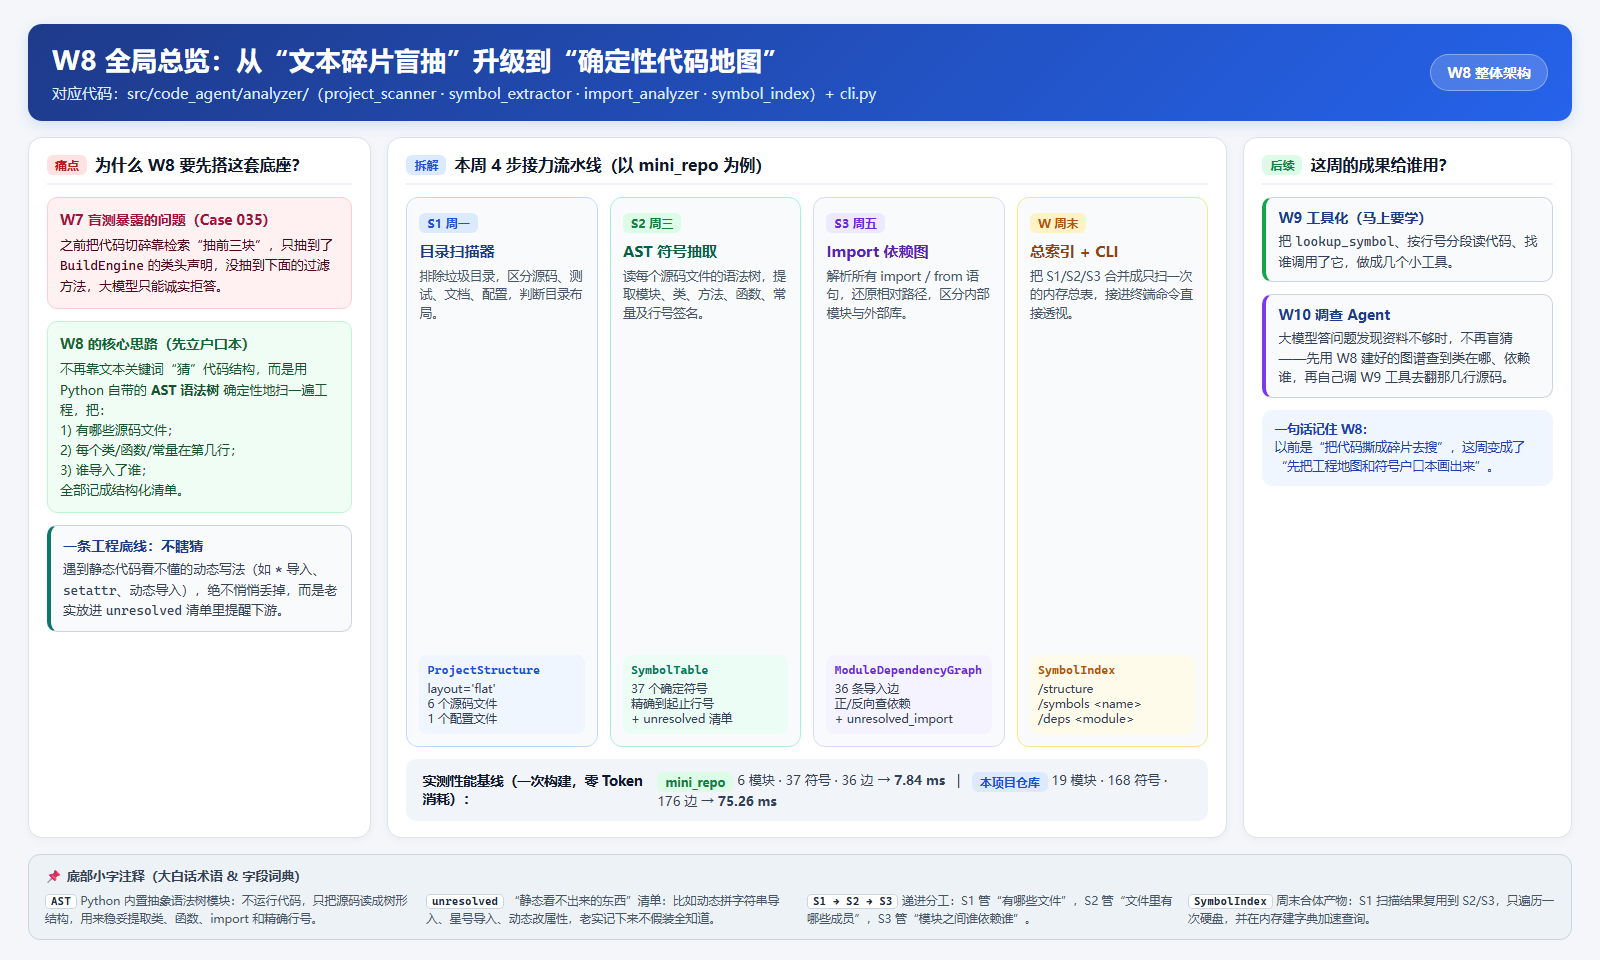 W8 全局总览：从“文本碎片盲抽”升级到“确定性代码地图”
对应代码：src/code_agent/analyzer/（project_scanner · symbol_extractor · import_analyzer · symbol_index）+ cli.py
W8 整体架构
痛点 为什么 W8 要先搭这套底座？
W7 盲测暴露的问题（Case 035）
之前把代码切碎靠检索“抽前三块”，只抽到了
BuildEngine 的类头声明，没抽到下面的过滤
方法，大模型只能诚实拒答。
W8 的核心思路（先立户口本）
不再靠文本关键词“猜”代码结构，而是用
Python 自带的 AST 语法树 确定性地扫一遍工
程，把：
1) 有哪些源码文件；
2) 每个类/函数/常量在第几行；
3) 谁导入了谁；
全部记成结构化清单。
一条工程底线：不瞎猜
遇到静态代码看不懂的动态写法（如 * 导入、
setattr、动态导入），绝不悄悄丢掉，而是老
实放进 unresolved 清单里提醒下游。
拆解 本周 4 步接力流水线（以 mini_repo 为例）
S1 周一
目录扫描器
排除垃圾目录，区分源码、测
试、文档、配置，判断目录布
局。
ProjectStructure
layout='flat'
6 个源码文件
1 个配置文件
S2 周三
AST 符号抽取
读每个源码文件的语法树，提
取模块、类、方法、函数、常
量及行号签名。
SymbolTable
37 个确定符号
精确到起止行号
+ unresolved 清单
S3 周五
Import 依赖图
解析所有 import / from 语
句，还原相对路径，区分内部
模块与外部库。
ModuleDependencyGraph
36 条导入边
正/反向查依赖
+ unresolved_import
W 周末
总索引 + CLI
把 S1/S2/S3 合并成只扫一次
的内存总表，接进终端命令直
接透视。
SymbolIndex
/structure
/symbols <name>
/deps <module>
实测性能基线（一次构建，零 Token
消耗）：
mini_repo 6 模块 · 37 符号 · 36 边 → 7.84 ms | 本项目仓库 19 模块 · 168 符号 ·
176 边 → 75.26 ms
后续 这周的成果给谁用？
W9 工具化（马上要学）
把 lookup_symbol、按行号分段读代码、找
谁调用了它，做成几个小工具。
W10 调查 Agent
大模型答问题发现资料不够时，不再盲猜
——先用 W8 建好的图谱查到类在哪、依赖
谁，再自己调 W9 工具去翻那几行源码。
一句话记住 W8：
以前是“把代码撕成碎片去搜”，这周变成了
“先把工程地图和符号户口本画出来”。
📌 底部小字注释（大白话术语 & 字段词典）
AST Python 内置抽象语法树模块：不运行代码，只把源码读成树形
结构，用来稳妥提取类、函数、import 和精确行号。
unresolved “静态看不出来的东西”清单：比如动态拼字符串导
入、星号导入、动态改属性，老实记下来不假装全知道。
S1 → S2 → S3 递进分工：S1 管“有哪些文件”，S2 管“文件里有
哪些成员”，S3 管“模块之间谁依赖谁”。
SymbolIndex 周末合体产物：S1 扫描结果复用到 S2/S3，只遍历一
次硬盘，并在内存建字典加速查询。